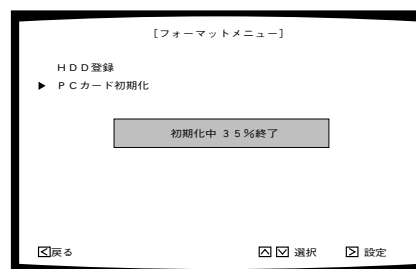 [フォーマットメニュー]
HDD登録
▶ PCカード初期化
初期化中 35%終了
戻る 選択 設定